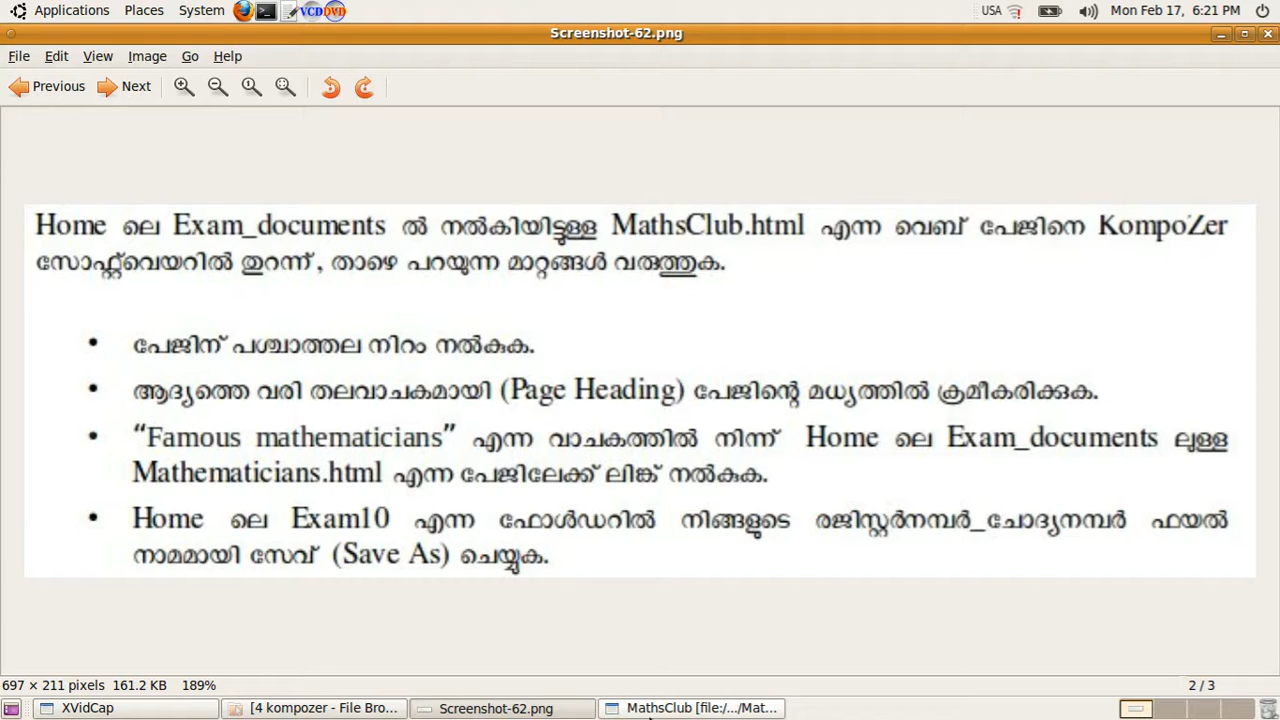 Applications Places System VCD DVD USA Mon Feb 17, 6:21 PM
Screenshot-62.png
File Edit View Image Go Help
Previous Next
Home ലെ Exam_documents ൽ നൽകിയിട്ടുള്ള MathsClub.html എന്ന വെബ് പേജിനെ KompoZer
സോഫ്റ്റ്‌വെയറിൽ തുറന്ന്, താഴെ പറയുന്ന മാറ്റങ്ങൾ വരുത്തുക.
• പേജിന് പശ്ചാത്തല നിറം നൽകുക.
• ആദ്യത്തെ വരി തലവാചകമായി (Page Heading) പേജിന്റെ മധ്യത്തിൽ ക്രമീകരിക്കുക.
• “Famous mathematicians” എന്ന വാചകത്തിൽ നിന്ന് Home ലെ Exam_documents ലുള്ള
Mathematicians.html എന്ന പേജിലേക്ക് ലിങ്ക് നൽകുക.
• Home ലെ Exam10 എന്ന ഫോൾഡറിൽ നിങ്ങളുടെ രജിസ്റ്റർനമ്പർ_ചോദ്യനമ്പർ ഫയൽ
നാമമായി സേവ് (Save As) ചെയ്യുക.
697 × 211 pixels 161.2 KB 189% 2 / 3
XVidCap [4 kompozer - File Bro... Screenshot-62.png MathsClub [file:/.../Mat...